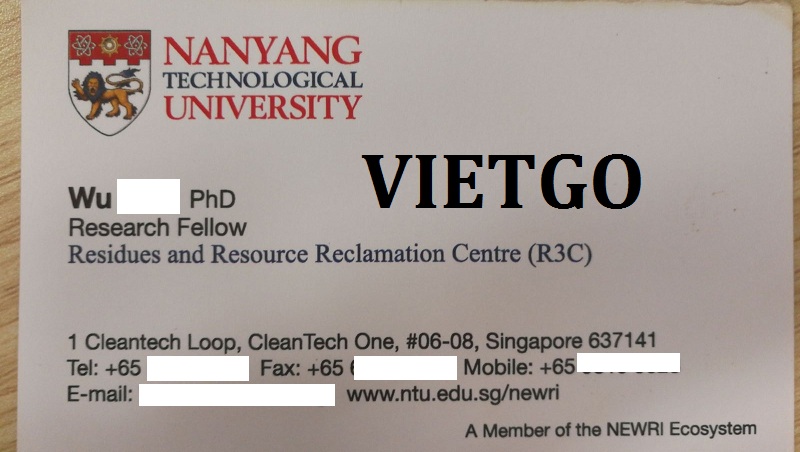 NANYANG
TECHNOLOGICAL
UNIVERSITY
VIETGO
Wu PhD
Research Fellow
Residues and Resource Reclamation Centre (R3C)
1 Cleantech Loop, CleanTech One, #06-08, Singapore 637141
Tel: +65 Fax: +65 Mobile: +65
E-mail: www.ntu.edu.sg/newri
A Member of the NEWRI Ecosystem